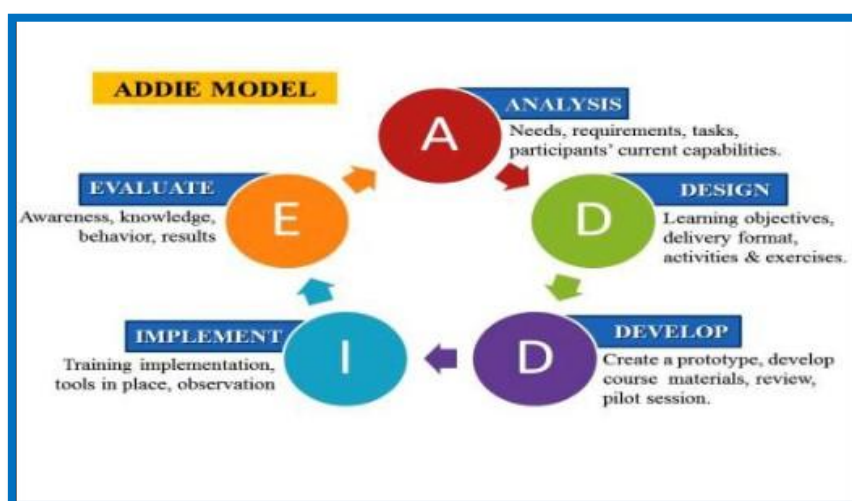 ADDIE MODEL
A
ANALYSIS
Needs, requirements, tasks,
participants' current capabilities.
D
DESIGN
Learning objectives,
delivery format,
activities & exercises.
D
DEVELOP
Create a prototype, develop
course materials, review,
pilot session.
I
IMPLEMENT
Training implementation,
tools in place, observation
E
EVALUATE
Awareness, knowledge,
behavior, results